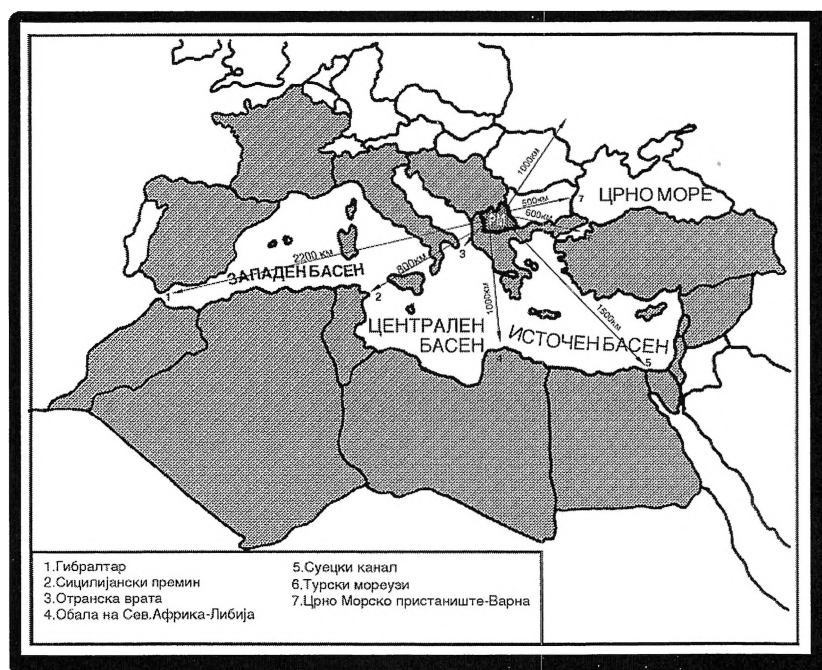 1000км
ЦРНО МОРЕ
7
500км
600км
2200 км
800км
3
ЗАПАДЕН БАСЕН
1
2
1000км
1500км
ЦЕНТРАЛЕН
БАСЕН
ИСТОЧЕН БАСЕН
4
5
1.Гибралтар
2.Сицилијански премин
3.Отранска врата
4.Обала на Сев.Африка-Либија
5.Суецки канал
6.Турски мореузи
7.Црно Морско пристаниште-Варна